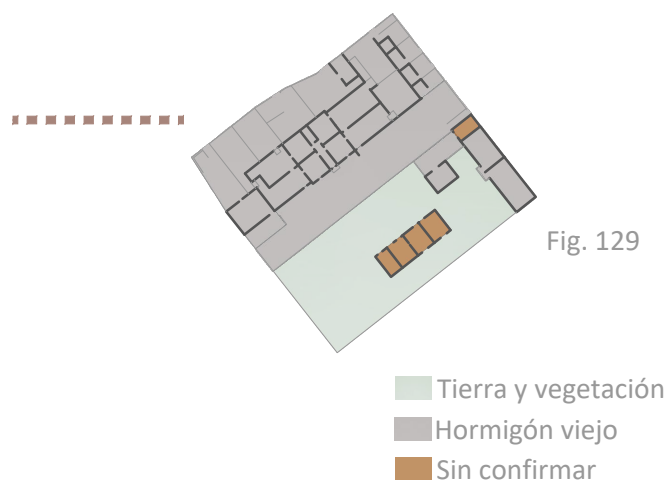 Fig. 129
Tierra y vegetación
Hormigón viejo
Sin confirmar